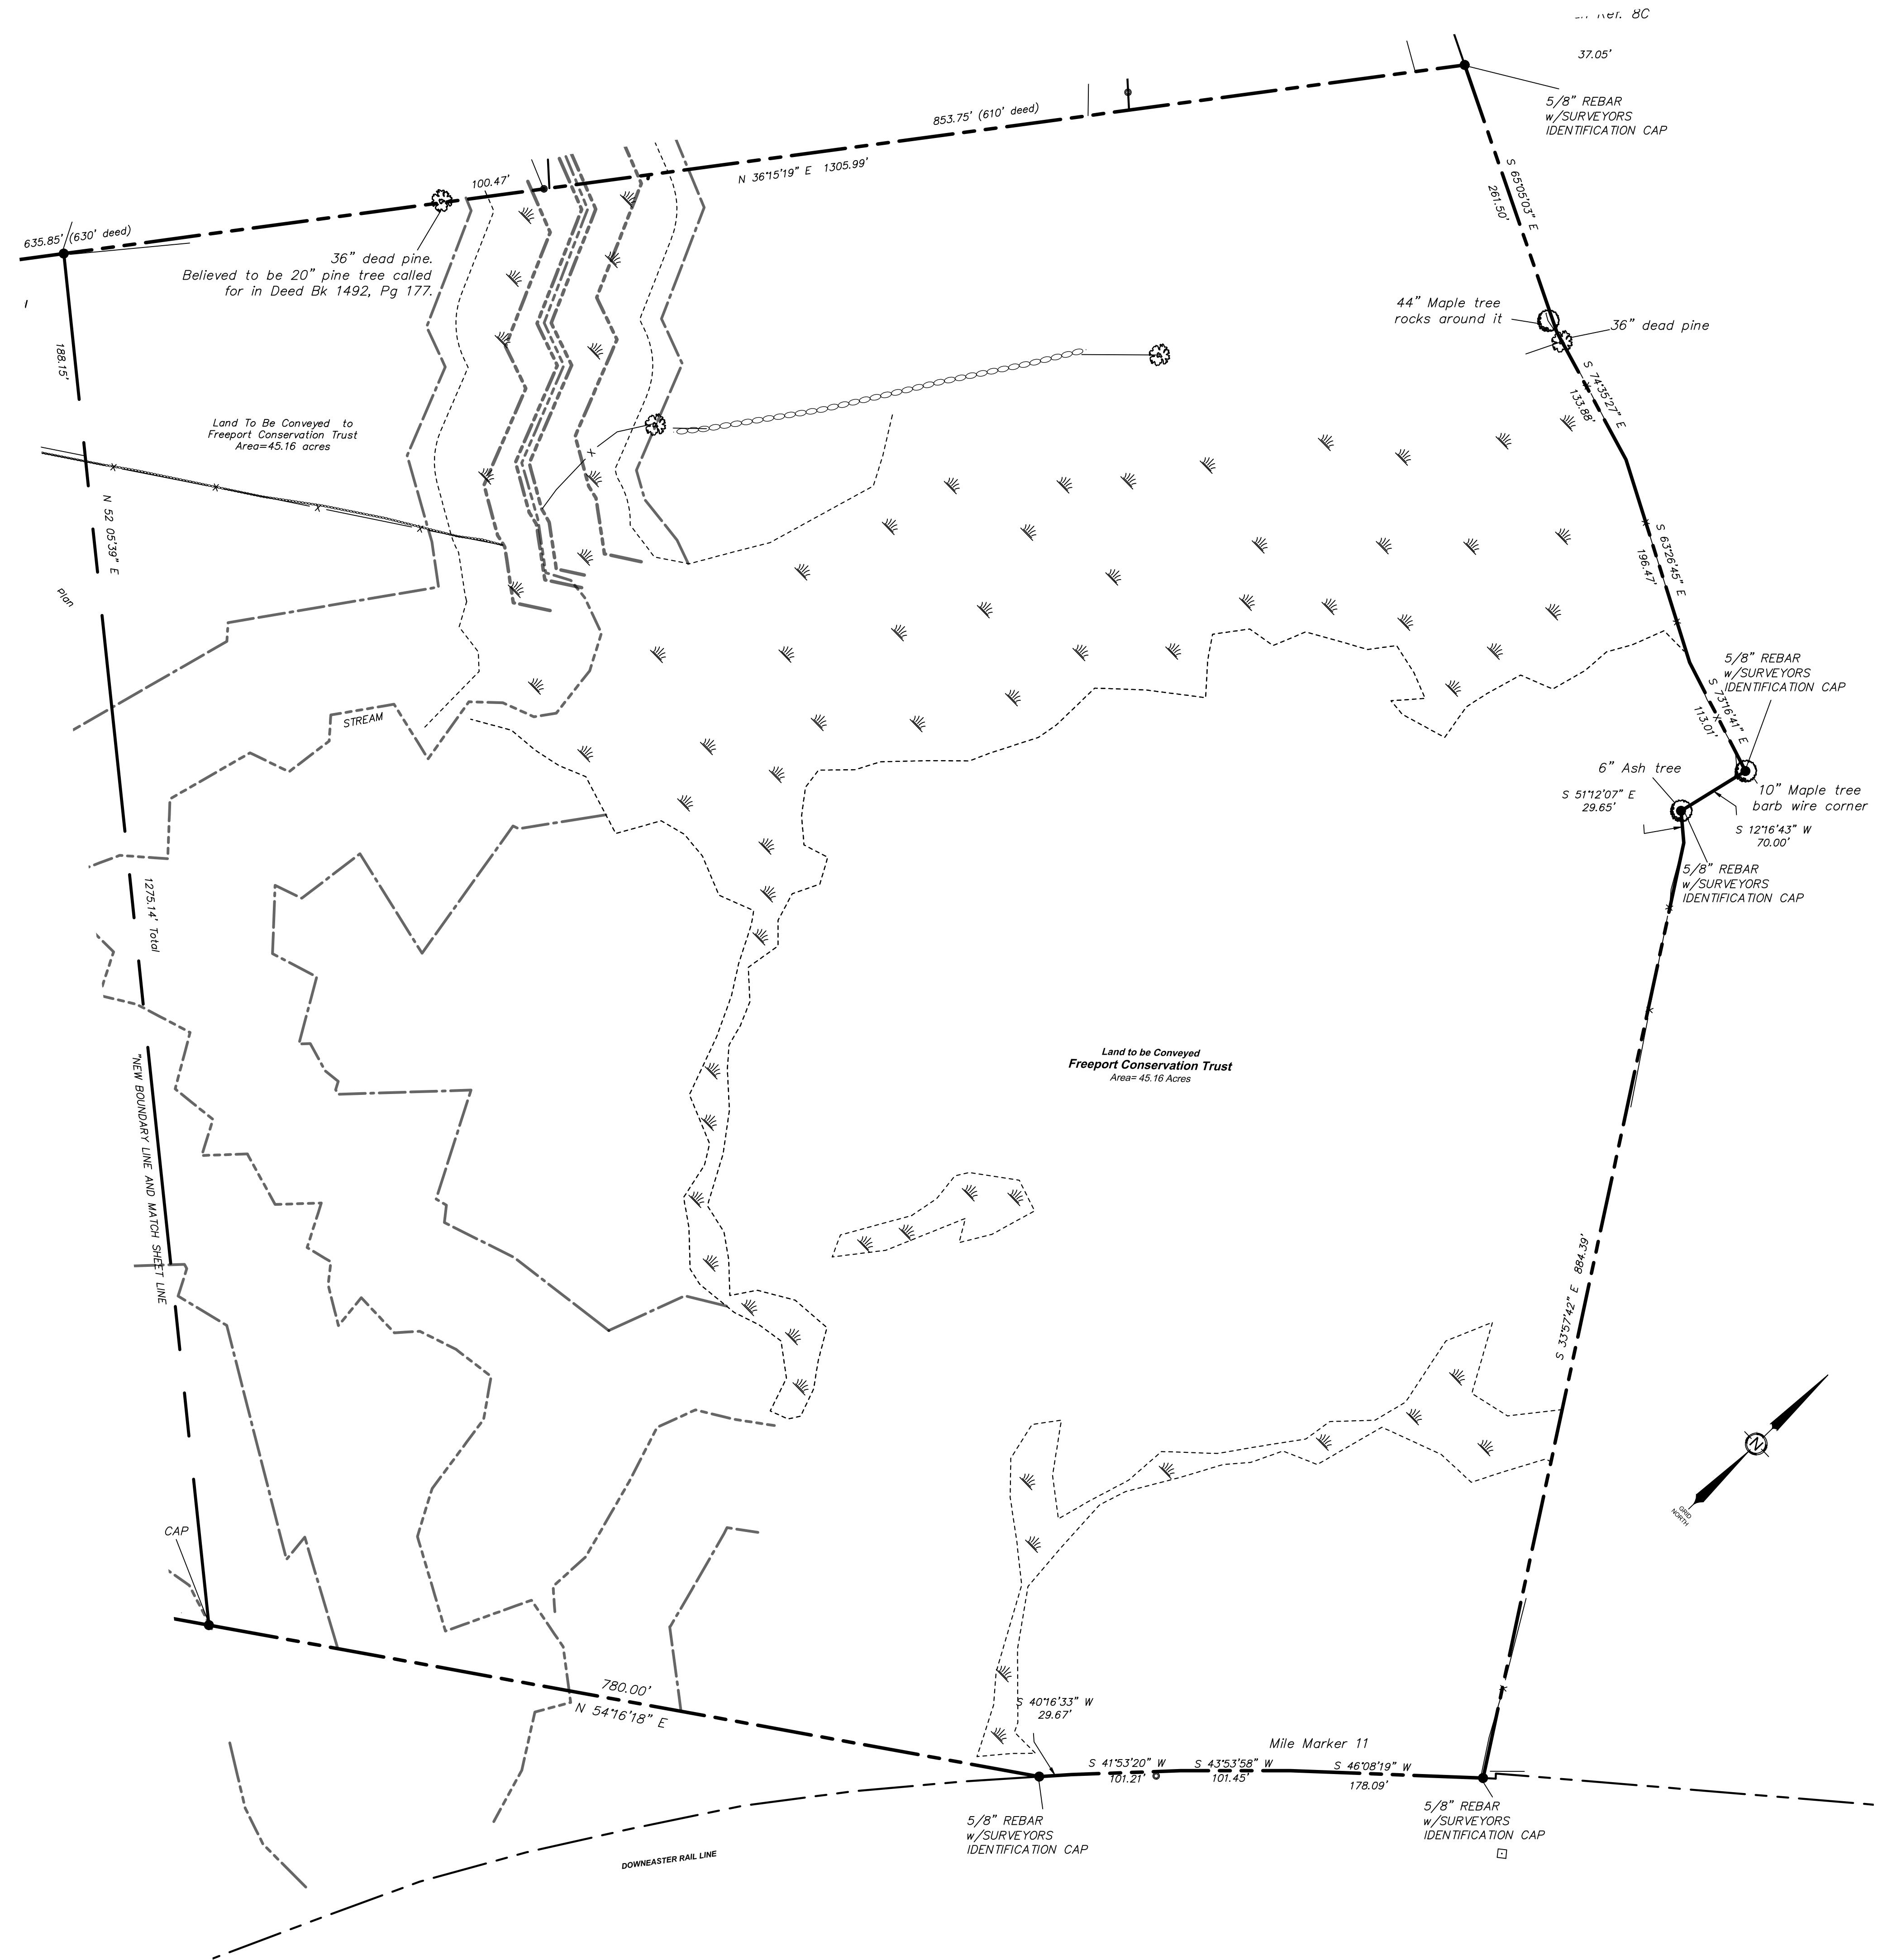 37.05'
5/8" REBAR
w/SURVEYORS
IDENTIFICATION CAP
853.75' (610' deed)
N 36°15'19" E 1305.99'
100.47'
635.85' (630' deed)
36" dead pine.
Believed to be 20" pine tree called
for in Deed Bk 1492, Pg 177.
S 65°05'03" E
261.50'
44" Maple tree
rocks around it
36" dead pine
188.15'
S 74°35'27" E
133.88'
Land To Be Conveyed to
Freeport Conservation Trust
Area=45.16 acres
N 52 05'39" E
S 63°26'45" E
196.47'
Plan
5/8" REBAR
w/SURVEYORS
IDENTIFICATION CAP
S 73°16'41" E
113.01'
STREAM
6" Ash tree
S 51°12'07" E
29.65'
10" Maple tree
barb wire corner
S 12°16'43" W
70.00'
5/8" REBAR
w/SURVEYORS
IDENTIFICATION CAP
1275.14' Total
Land to be Conveyed
Freeport Conservation Trust
Area= 45.16 Acres
"NEW BOUNDARY LINE AND MATCH SHEET LINE
S 33°57'42" E 884.39'
N
GRID
NORTH
CAP
780.00'
N 54°16'18" E
S 40°16'33" W
29.67'
Mile Marker 11
S 41°53'20" W
101.21'
S 43°53'58" W
101.45'
S 46°08'19" W
178.09'
5/8" REBAR
w/SURVEYORS
IDENTIFICATION CAP
5/8" REBAR
w/SURVEYORS
IDENTIFICATION CAP
DOWNEASTER RAIL LINE